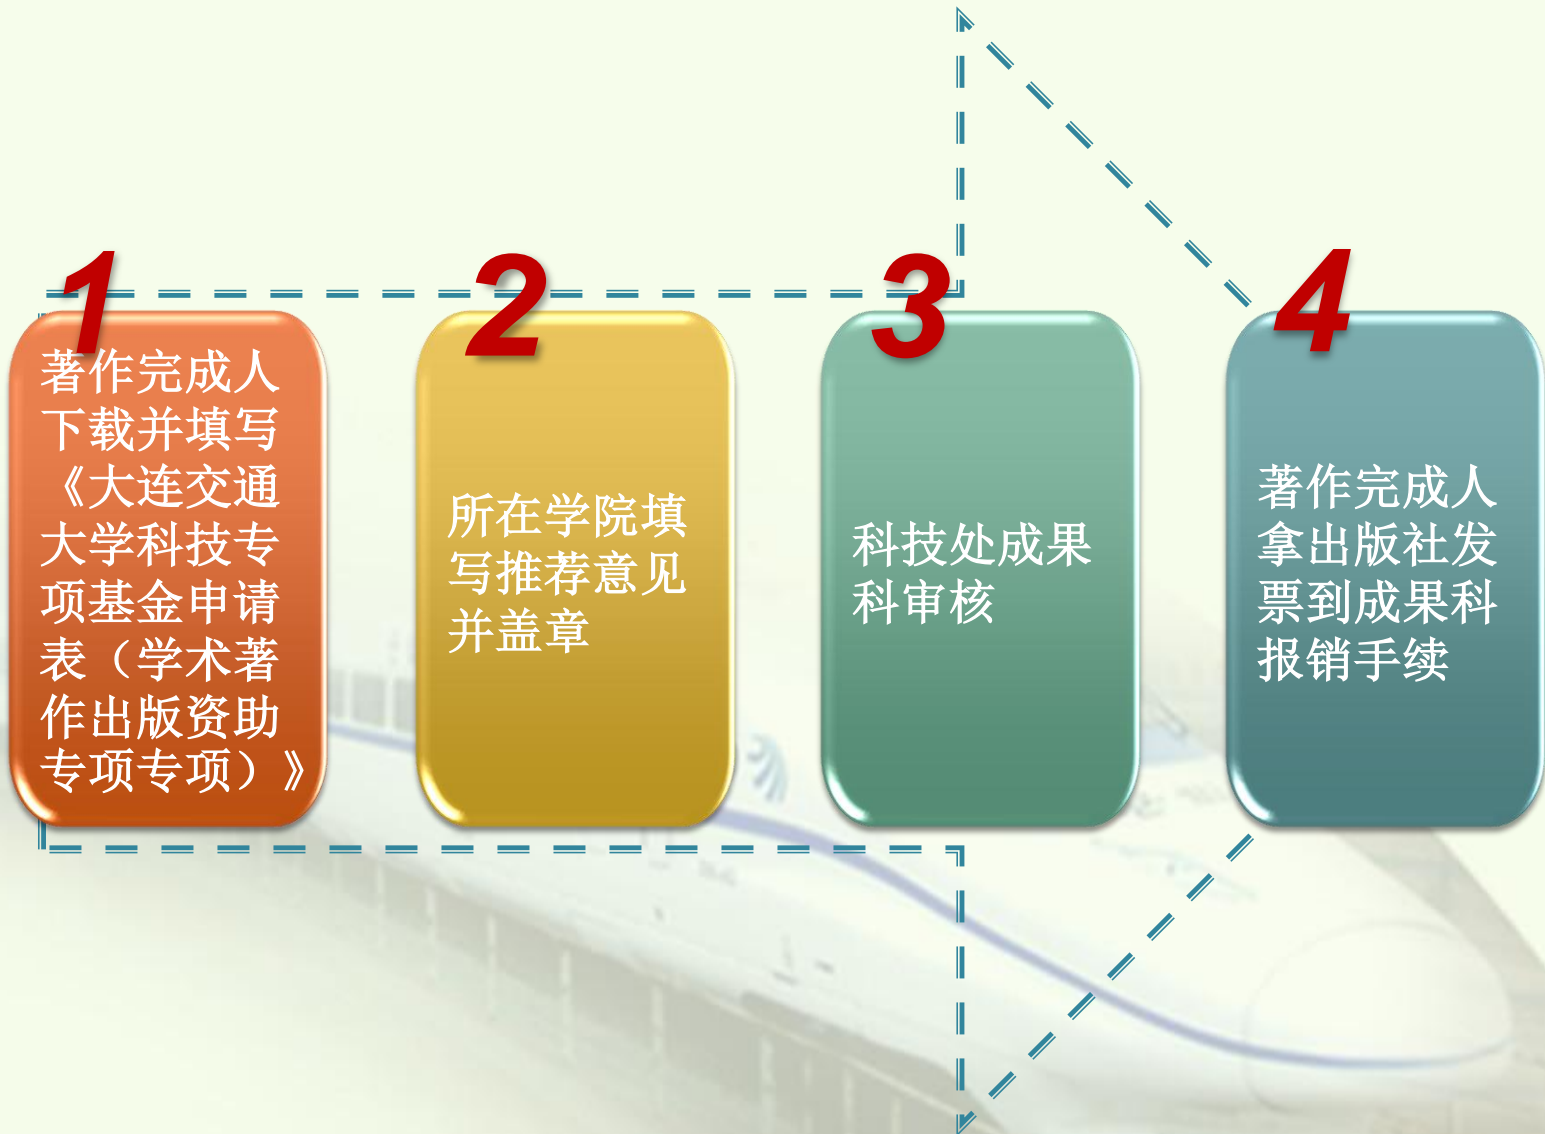 1
著作完成人
下载并填写
《大连交通
大学科技专
项基金申请
表（学术著
作出版资助
专项专项）》
2
所在学院填
写推荐意见
并盖章
3
科技处成果
科审核
4
著作完成人
拿出版社发
票到成果科
报销手续